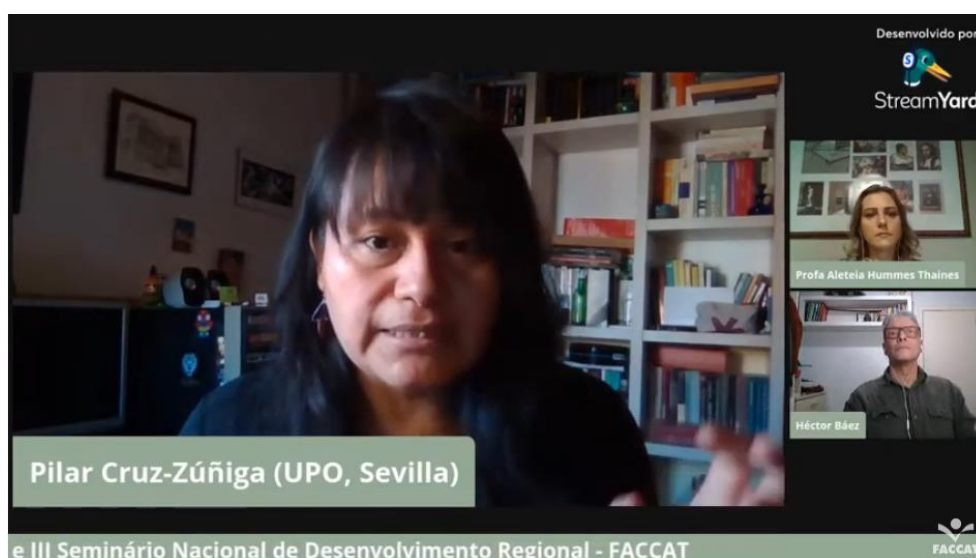 Desenvolvido por
S
StreamYard
Profa Aleteia Hummes Thaines
Héctor Báez
Pilar Cruz-Zúñiga (UPO, Sevilla)
e III Seminário Nacional de Desenvolvimento Regional - FACCAT
FACCAT